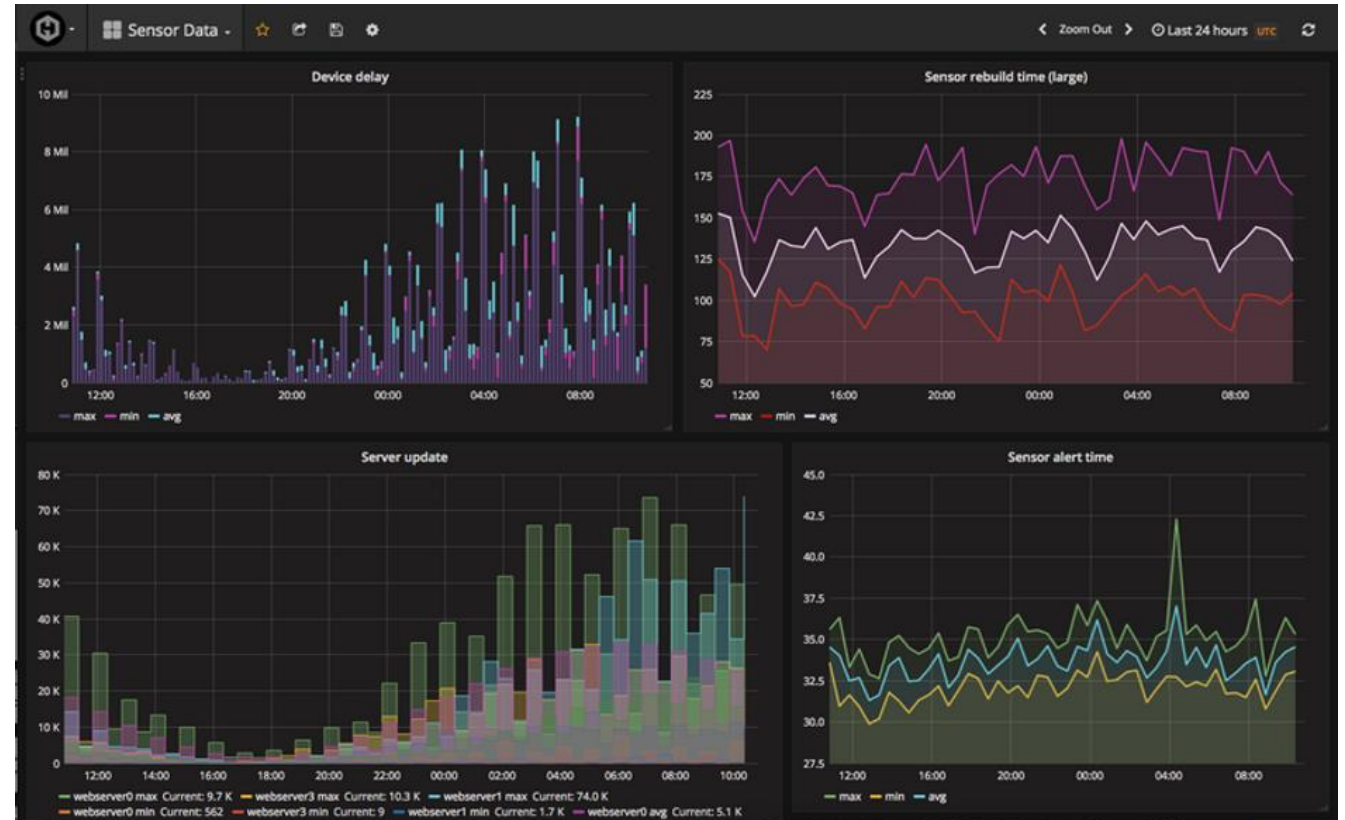 Sensor Data
Zoom Out
Last 24 hours UTC
Device delay
10 Mil
8 Mil
6 Mil
4 Mil
2 Mil
0
12:00 16:00 20:00 00:00 04:00 08:00
max min avg
Sensor rebuild time (large)
225
200
175
150
125
100
75
50
12:00 16:00 20:00 00:00 04:00 08:00
max min avg
Server update
80 K
70 K
60 K
50 K
40 K
30 K
20 K
10 K
0
12:00 14:00 16:00 18:00 20:00 22:00 00:00 02:00 04:00 06:00 08:00 10:00
webserver0 max Current: 9.7 K webserver3 max Current: 10.3 K webserver1 max Current: 74.0 K
webserver0 min Current: 562 webserver3 min Current: 9 webserver1 min Current: 1.7 K webserver0 avg Current: 5.1 K
Sensor alert time
45.0
42.5
40.0
37.5
35.0
32.5
30.0
27.5
12:00 16:00 20:00 00:00 04:00 08:00
max min avg